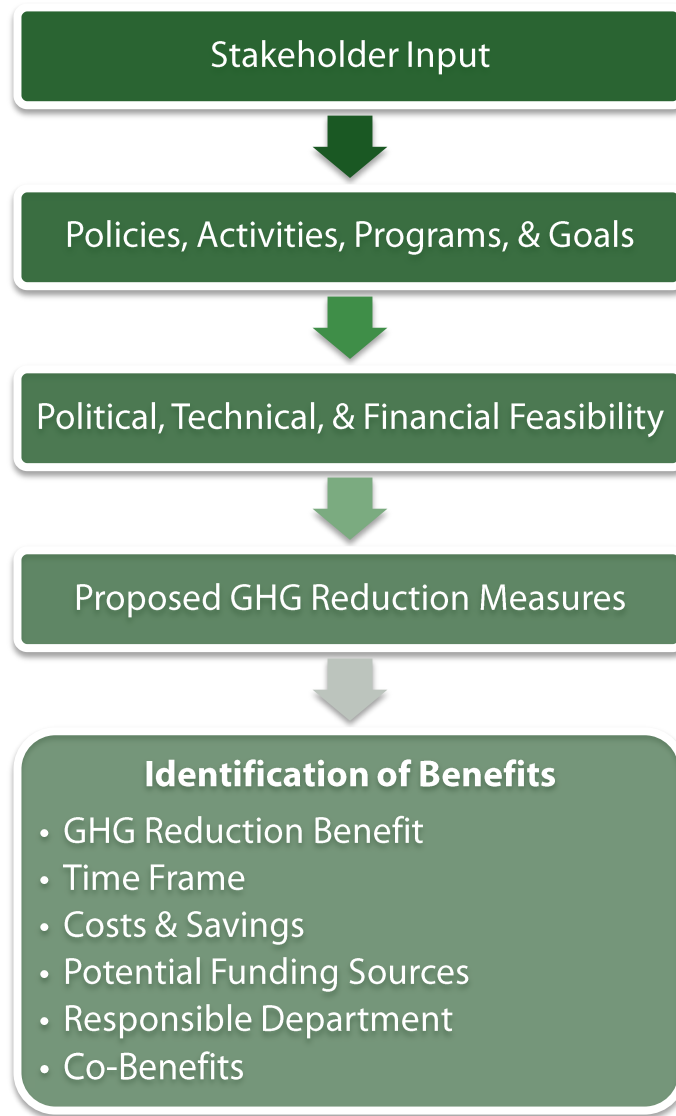 Stakeholder Input
Policies, Activities, Programs, & Goals
Political, Technical, & Financial Feasibility
Proposed GHG Reduction Measures
Identification of Benefits
• GHG Reduction Benefit
• Time Frame
• Costs & Savings
• Potential Funding Sources
• Responsible Department
• Co-Benefits